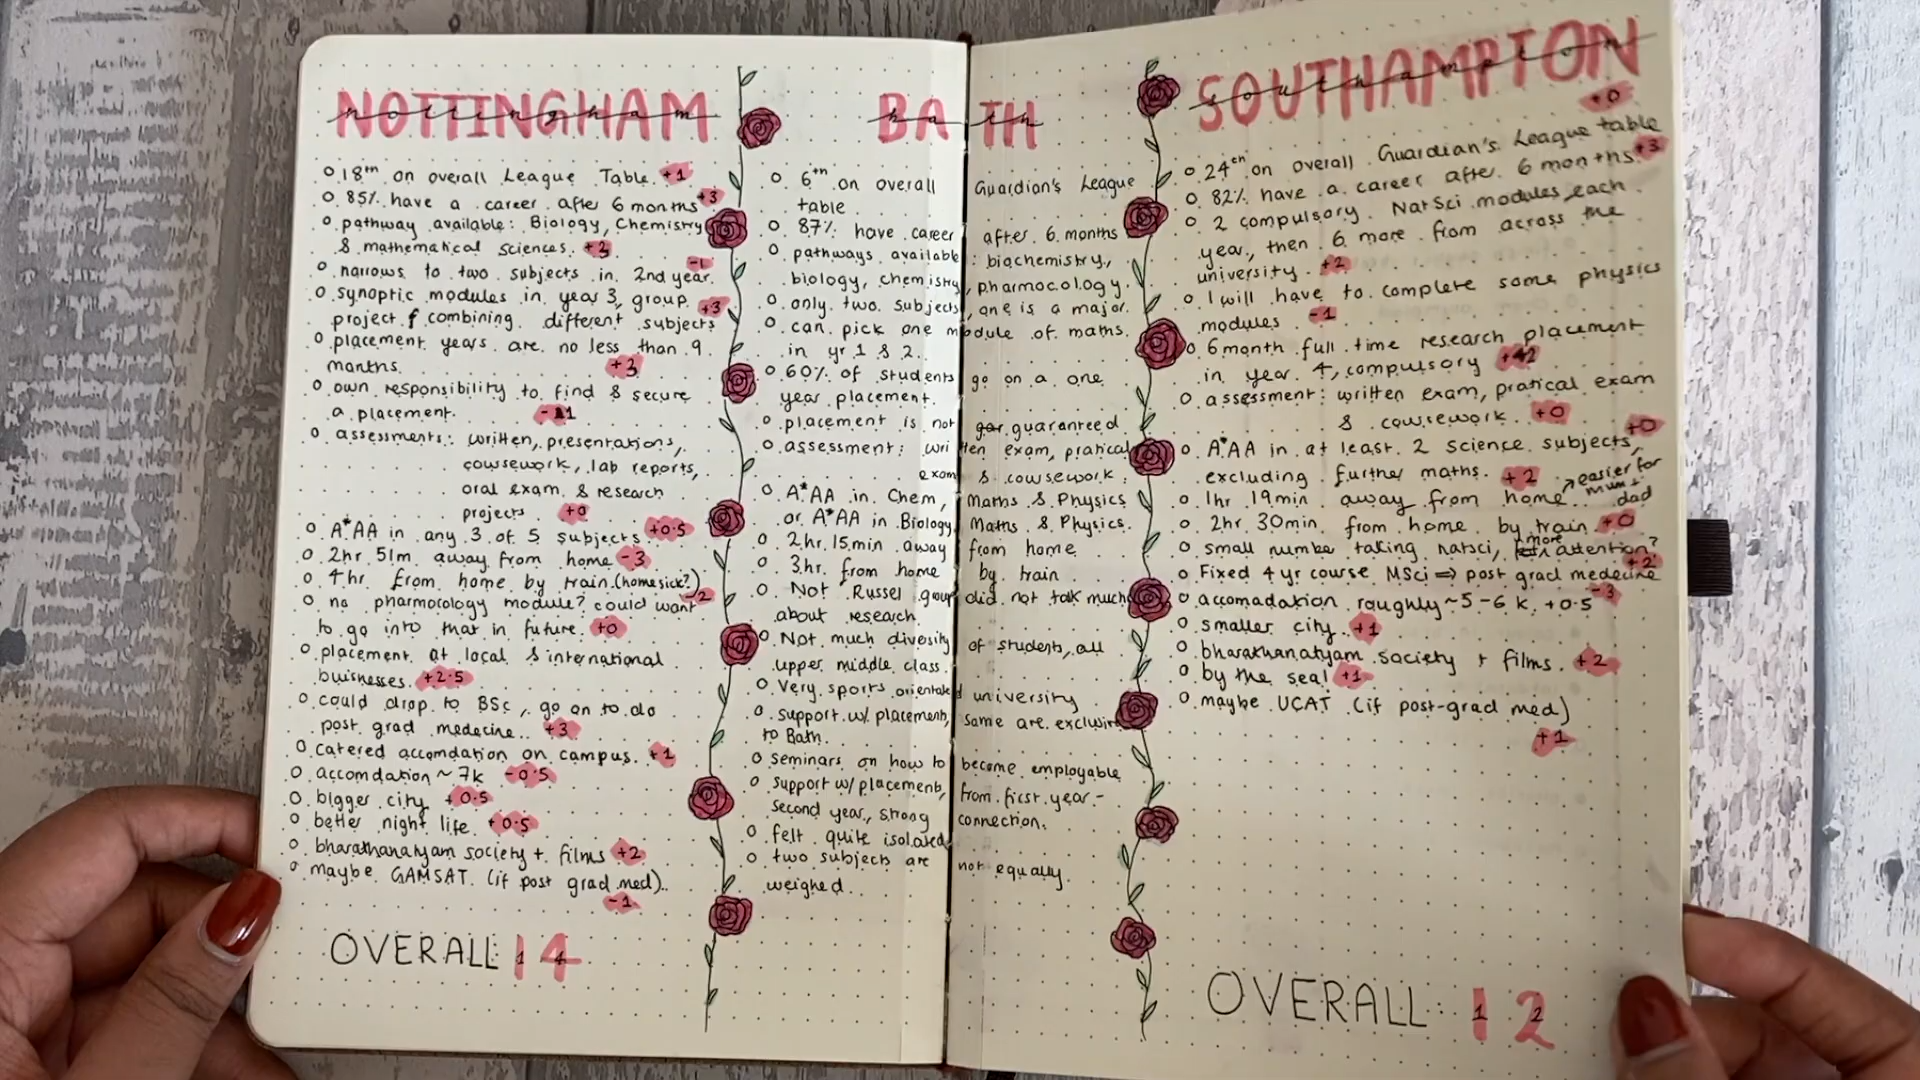 NOTTINGHAM
nottingham
o 18th on overall League Table. +1
o 85% have a career after 6 months +3
o pathway available: Biology, Chemistry
& mathematical sciences. +3
o narrows to two subjects in 2nd year. -1
o synoptic modules in year 3, group
project combining different subjects +3
o placement years are no less than 9
months. +3
o own responsibility to find & secure
a placement. -1
o assessments: written, presentations,
coursework, lab reports,
oral exam & research
projects. +0
o A*AA in any 3 of 5 subjects +0.5
o 2hr 51m away from home -3
o 4hr from home by train (homesick?) -2
o no pharmocology module? could want
to go into that in future. +0
o placement at local & international
buisnesses. +2.5
o could drop to BSc, go on to do
post grad medecine. +3
o catered accomdation on campus. +1
o accomdation ~ 7k -0.5
o bigger city +0.5
o better night life. +0.5
o bharathanatyam society + films +2
o maybe GAMSAT. (if post grad med).
-1
OVERALL 14
BATH
bath
o 6th on overall Guardian's League
table
o 87% have career after 6 months
o pathways available: biochemistry,
biology, chemistry, pharmocology.
o only two subjects, one is a major.
o can pick one module of maths.
in yr 1 & 2.
o 60% of students go on a one
year placement.
o placement is not guaranteed
o assessment: written exam, pratical
exam & coursework.
o A*AA in Chem, Maths & Physics
or A*AA in Biology, Maths & Physics.
o 2hr 15min away from home
o 3hr from home by train
o Not Russel group did not talk much
about research
o Not much diversity of students, all
upper middle class.
o Very sports orientated university
o support w/ placement, some are exclusive
to Bath.
o seminars on how to become employable
o support w/ placement, from first year -
second year, strong connection.
o felt quite isolated
o two subjects are not equally
weighed.
SOUTHAMPTON
southampton
+0
o 24th on overall Guardian's League table
o 82% have a career after 6 months. +3
o 2 compulsory NatSci modules each
year, then 6 more from across the
university. +2
o I will have to complete some physics
modules. -1
o 6 month full time research placement
in year 4, compulsory +2
o assessment: written exam, pratical exam
& coursework. +0
o A*AA in at least 2 science subjects, +0
excluding further maths. +2
o 1hr 19min away from home → easier for
mum + dad
o 2hr 30min from home by train. +0
o small numbe taking natsci, more attention?
+2
o Fixed 4yr course MSci => post grad medecine
-3
o accomadation roughly ~ 5-6k. +0.5
o smaller city. +1
o bharathanatyam society + films. +2
o by the sea! +1
o maybe UCAT (if post-grad med)
+1
OVERALL: 12